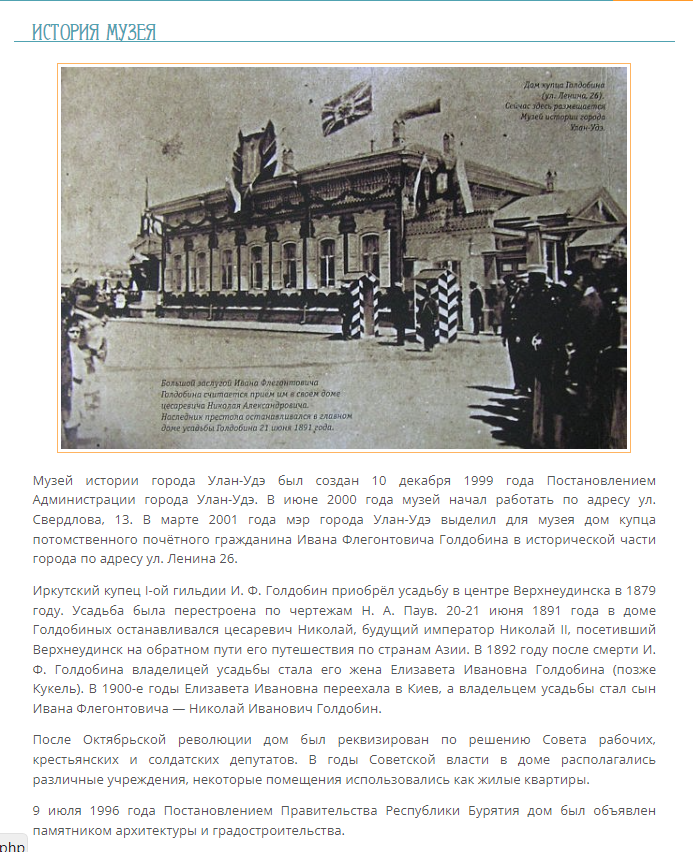 ИСТОРИЯ МУЗЕЯ
Дом купца Голдобина
(ул. Ленина, 26).
Сейчас здесь размещается
Музей истории города
Улан-Удэ.
Большой заслугой Ивана Флегонтовича
Голдобина считается прием им в своем доме
цесаревича Николая Александровича.
Наследник престола останавливался в главном
доме усадьбы Голдобина 21 июня 1891 года.
Музей истории города Улан-Удэ был создан 10 декабря 1999 года Постановлением
Администрации города Улан-Удэ. В июне 2000 года музей начал работать по адресу ул.
Свердлова, 13. В марте 2001 года мэр города Улан-Удэ выделил для музея дом купца
потомственного почётного гражданина Ивана Флегонтовича Голдобина в исторической части
города по адресу ул. Ленина 26.
Иркутский купец I-ой гильдии И. Ф. Голдобин приобрёл усадьбу в центре Верхнеудинска в 1879
году. Усадьба была перестроена по чертежам Н. А. Паув. 20-21 июня 1891 года в доме
Голдобиных останавливался цесаревич Николай, будущий император Николай II, посетивший
Верхнеудинск на обратном пути его путешествия по странам Азии. В 1892 году после смерти И.
Ф. Голдобина владелицей усадьбы стала его жена Елизавета Ивановна Голдобина (позже
Кукель). В 1900-е годы Елизавета Ивановна переехала в Киев, а владельцем усадьбы стал сын
Ивана Флегонтовича — Николай Иванович Голдобин.
После Октябрьской революции дом был реквизирован по решению Совета рабочих,
крестьянских и солдатских депутатов. В годы Советской власти в доме располагались
различные учреждения, некоторые помещения использовались как жилые квартиры.
9 июля 1996 года Постановлением Правительства Республики Бурятия дом был объявлен
памятником архитектуры и градостроительства.
php